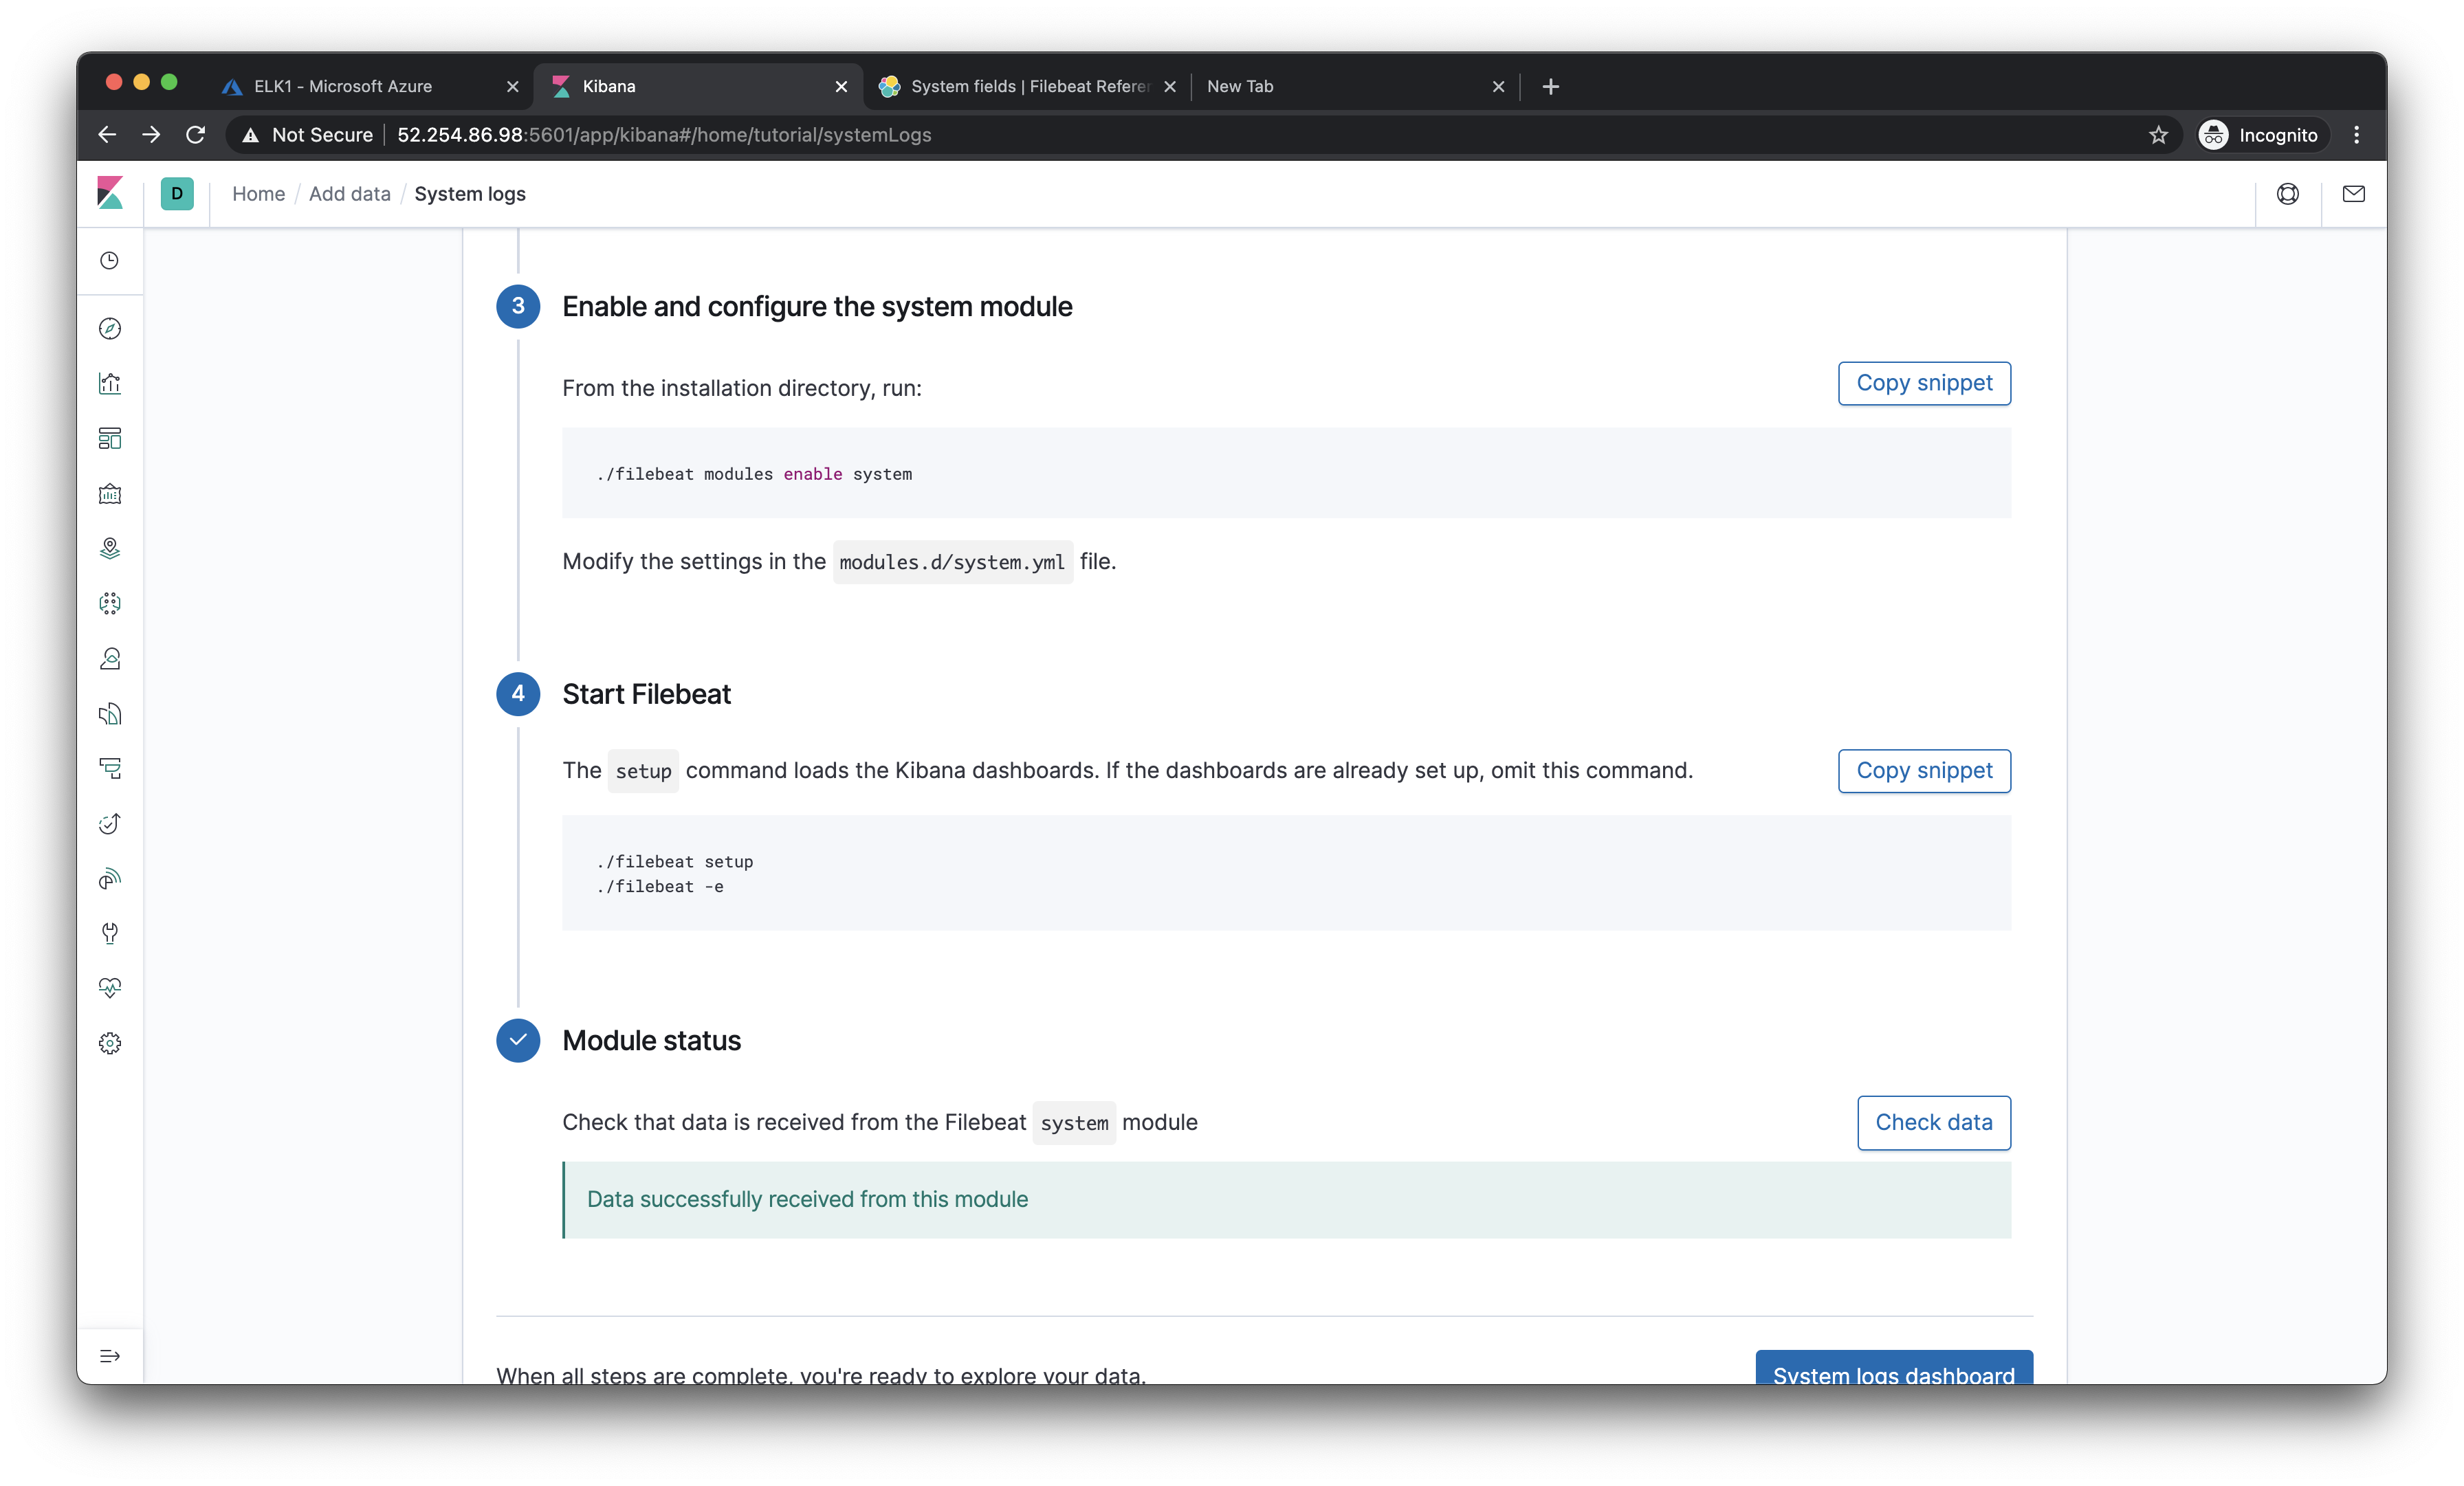 ELK1 - Microsoft Azure
Kibana
System fields | Filebeat Refere
New Tab
Not Secure
52.254.86.98:5601/app/kibana#/home/tutorial/systemLogs
Incognito
D
Home / Add data / System logs
3
Enable and configure the system module
From the installation directory, run:
Copy snippet
./filebeat modules enable system
Modify the settings in the modules.d/system.yml file.
4
Start Filebeat
The setup command loads the Kibana dashboards. If the dashboards are already set up, omit this command.
Copy snippet
./filebeat setup
./filebeat -e
Module status
Check that data is received from the Filebeat system module
Check data
Data successfully received from this module
When all steps are complete, you're ready to explore your data.
System logs dashboard